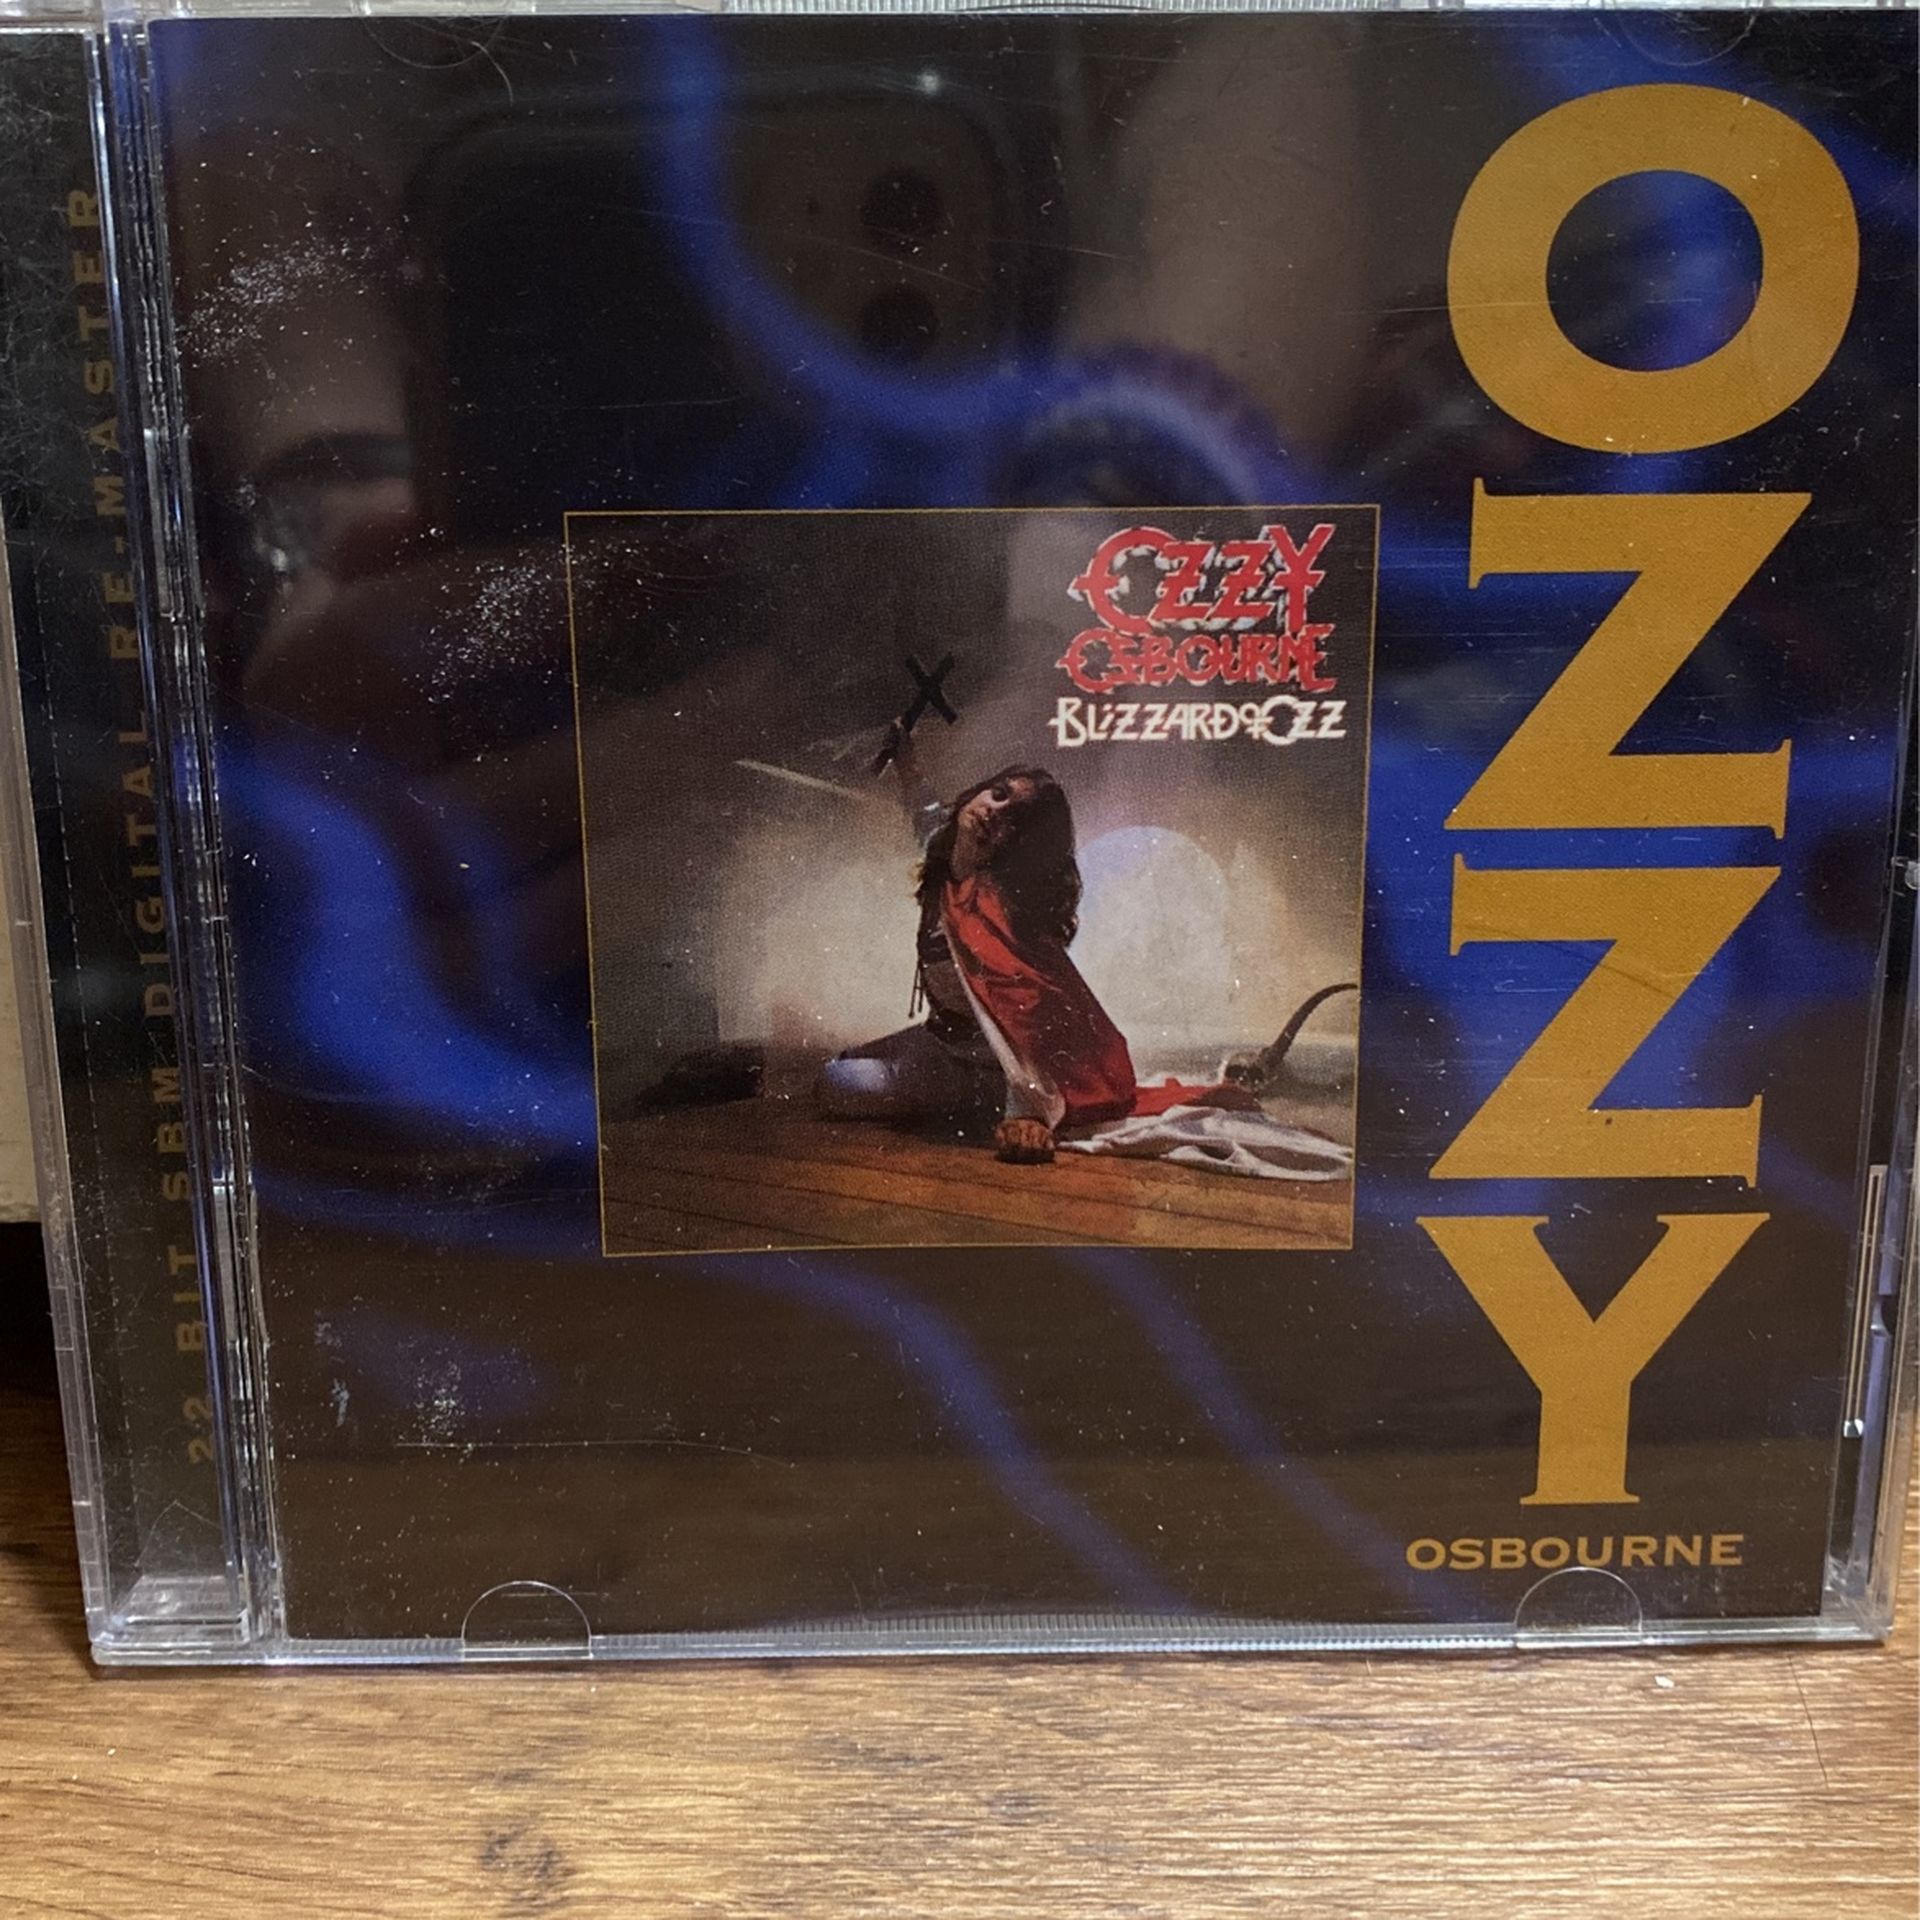 22 BIT SBM DIGITAL RE-MASTER
OZZY
OSBOURNE
BLIZZARD OF OZZ
OZZY
OSBOURNE